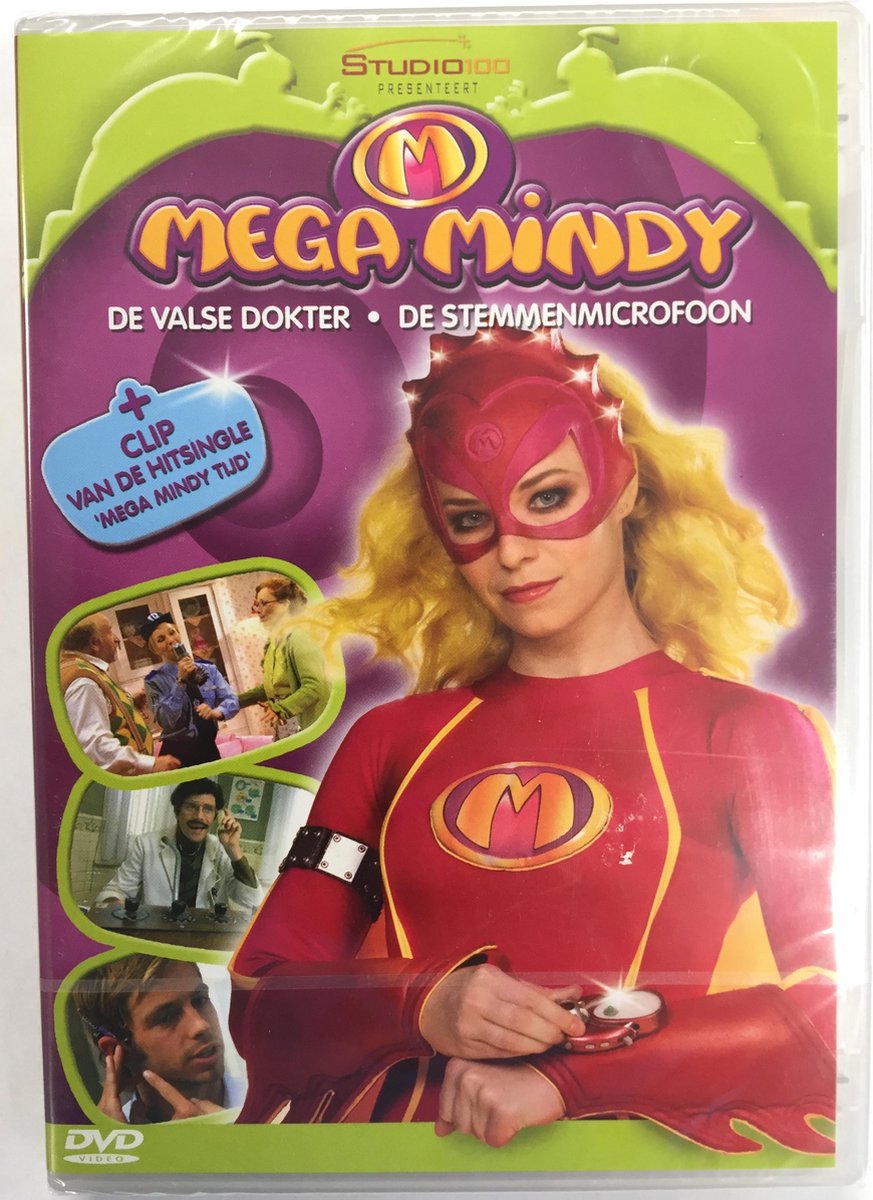 STUDIO100
PRESENTEERT
M
MEGA MINDY
DE VALSE DOKTER • DE STEMMENMICROFOON
+
CLIP
VAN DE HITSINGLE
'MEGA MINDY TIJD'
M
M
DVD
VIDEO